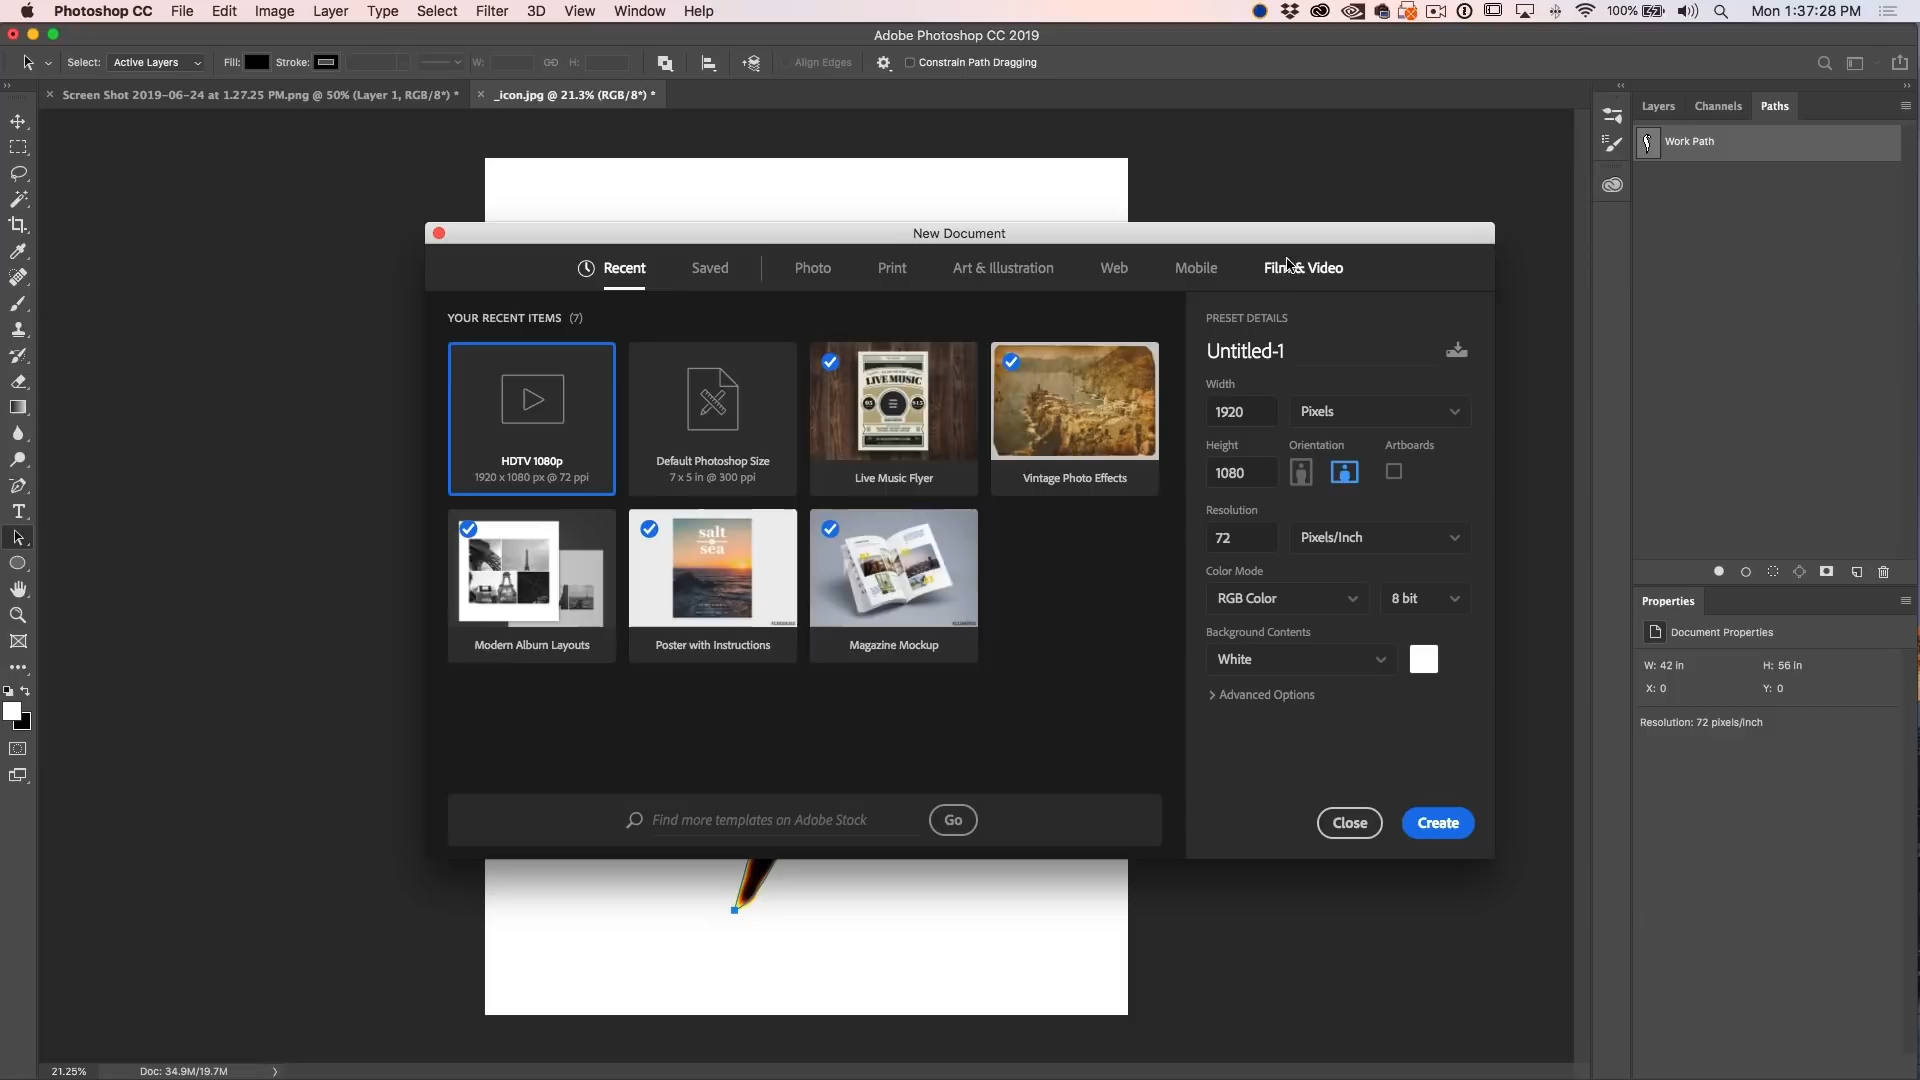 Photoshop CC File Edit Image Layer Type Select Filter 3D View Window Help 100% Mon 1:37:28 PM
Adobe Photoshop CC 2019
Select: Active Layers Fill: Stroke: W: H: Align Edges Constrain Path Dragging
Screen Shot 2019-06-24 at 1.27.25 PM.png @ 50% (Layer 1, RGB/8*) * _icon.jpg @ 21.3% (RGB/8*) *
Layers Channels Paths
Work Path
New Document
Recent Saved Photo Print Art & Illustration Web Mobile Film & Video
YOUR RECENT ITEMS (7)
HDTV 1080p
1920 x 1080 px @ 72 ppi
Default Photoshop Size
7 x 5 in @ 300 ppi
LIVE MUSIC
Live Music Flyer
Vintage Photo Effects
Modern Album Layouts
salt
sea
Poster with Instructions
Magazine Mockup
Find more templates on Adobe Stock Go
PRESET DETAILS
Untitled-1
Width
1920 Pixels
Height Orientation Artboards
1080
Resolution
72 Pixels/Inch
Color Mode
RGB Color 8 bit
Background Contents
White
Advanced Options
Close Create
Properties
Document Properties
W: 42 in H: 56 in
X: 0 Y: 0
Resolution: 72 pixels/inch
21.25% Doc: 34.9M/19.7M